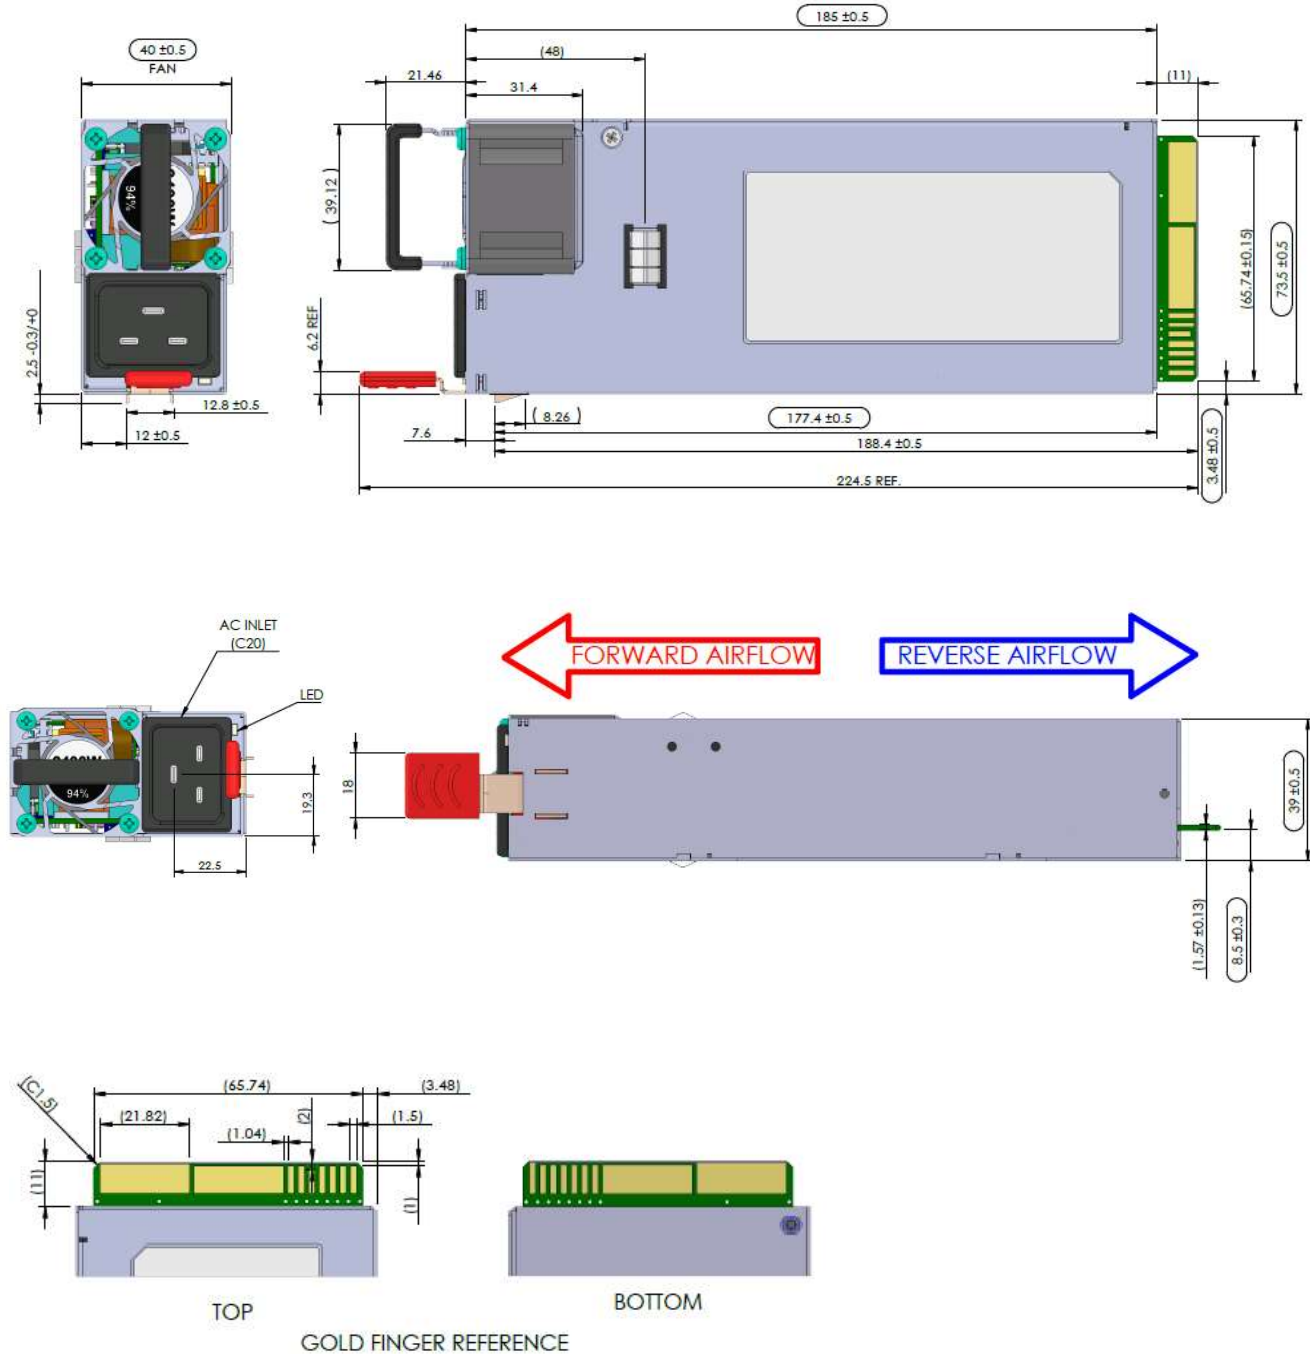 185 ±0.5
40 ±0.5
FAN
(48)
21.46
31.4
(11)
( 39.12 )
94%
(65.74 ±0.15)
73.5 ±0.5
2.5 -0.3/+0
6.2 REF
12.8 ±0.5
12 ±0.5
( 8.26 )
7.6
177.4 ±0.5
188.4 ±0.5
3.48 ±0.5
224.5 REF.
AC INLET
(C20)
LED
FORWARD AIRFLOW
REVERSE AIRFLOW
94%
18
19.3
22.5
39 ±0.5
(1.57 ±0.13)
8.5 ±0.3
(C1.5)
(65.74)
(3.48)
(21.82)
(2)
(1.5)
(1.04)
(11)
(1)
TOP
BOTTOM
GOLD FINGER REFERENCE